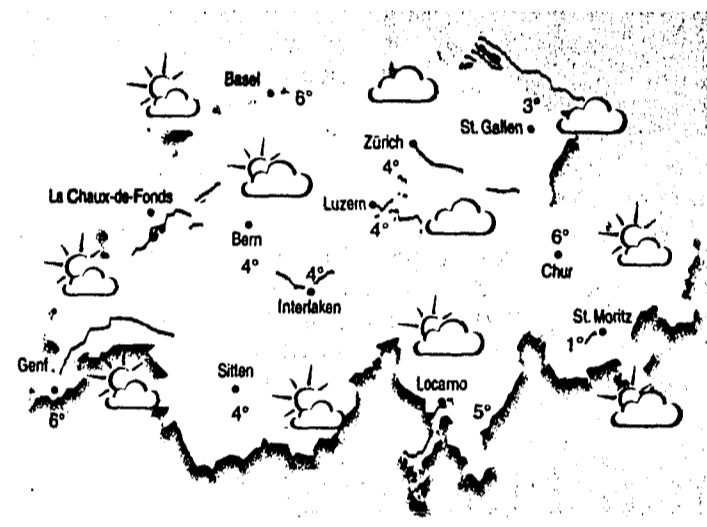 Basel
6°
3°
St. Gallen
Zürich
4°
La Chaux-de-Fonds
Luzern
4°
Bern
4°
6°
Chur
4°
Interlaken
St. Moritz
1°
Genf
6°
Sitten
4°
Locarno
5°